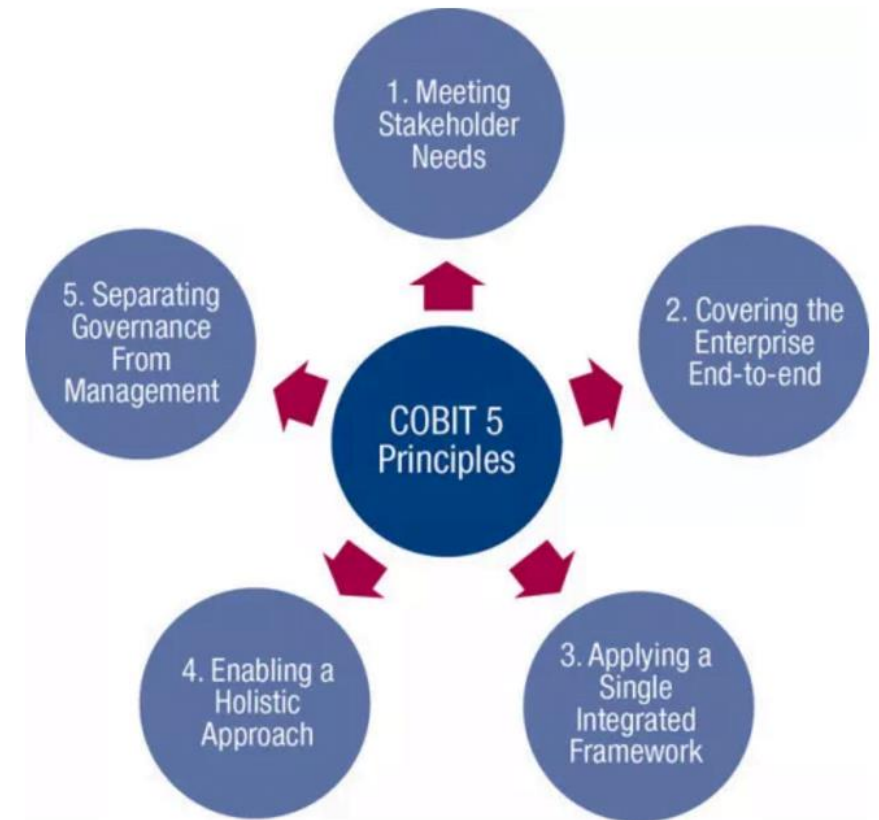 1. Meeting
Stakeholder
Needs
2. Covering the
Enterprise
End-to-end
3. Applying a
Single
Integrated
Framework
4. Enabling a
Holistic
Approach
5. Separating
Governance
From
Management
COBIT 5
Principles